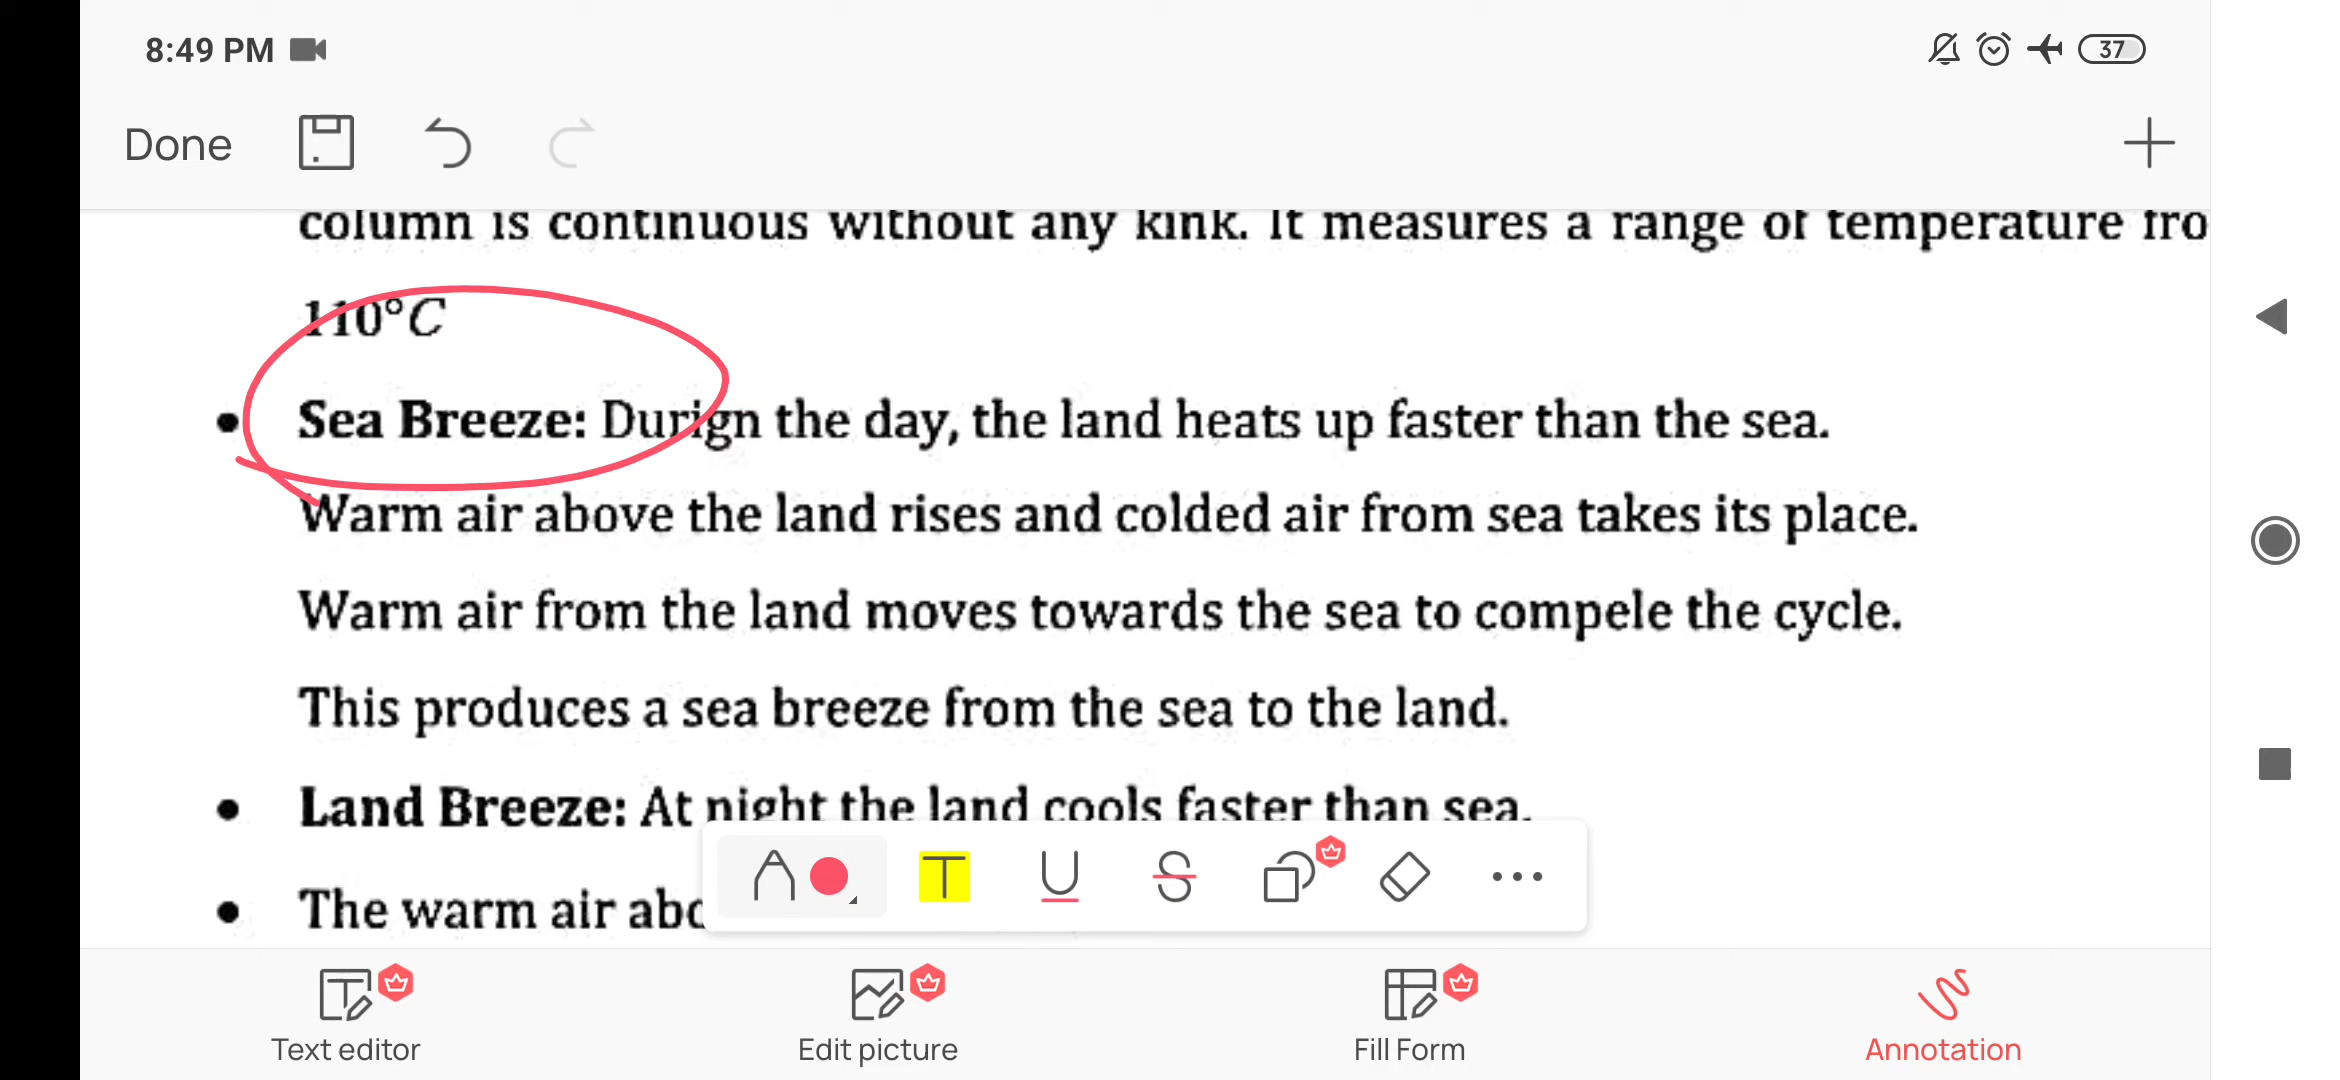 8:49 PM
37
Done
column is continuous without any kink. It measures a range of temperature fro
110°C
• Sea Breeze: Durign the day, the land heats up faster than the sea.
Warm air above the land rises and colded air from sea takes its place.
Warm air from the land moves towards the sea to compele the cycle.
This produces a sea breeze from the sea to the land.
• Land Breeze: At night the land cools faster than sea.
• The warm air abo
T U S
Text editor
Edit picture
Fill Form
Annotation